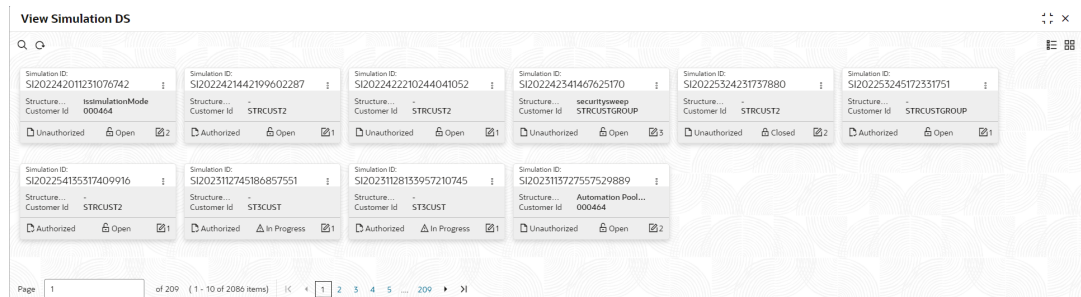 View Simulation DS
Simulation ID:
SI202242011231076742
Structure... IssimulationMode
Customer Id 000464
Unauthorized Open 2
Simulation ID:
SI2022421442199602287
Structure... -
Customer Id STRCUST2
Authorized Open 1
Simulation ID:
SI2022422210244041052
Structure... -
Customer Id STRCUST2
Unauthorized Open 1
Simulation ID:
SI202242341467625170
Structure... securitysweep
Customer Id STRCUSTGROUP
Unauthorized Open 3
Simulation ID:
SI20225324231737880
Structure... -
Customer Id STRCUST2
Unauthorized Closed 2
Simulation ID:
SI202253245172331751
Structure... -
Customer Id STRCUSTGROUP
Authorized Open 1
Simulation ID:
SI202254135317409916
Structure... -
Customer Id STRCUST2
Authorized Open 1
Simulation ID:
SI2023112745186857551
Structure... -
Customer Id ST3CUST
Authorized In Progress 1
Simulation ID:
SI20231128133957210745
Structure... -
Customer Id ST3CUST
Authorized In Progress 1
Simulation ID:
SI2023113727557529889
Structure... Automation Pool...
Customer Id 000464
Unauthorized Open 2
Page 1 of 209 (1 - 10 of 2086 items) 1 2 3 4 5 ... 209